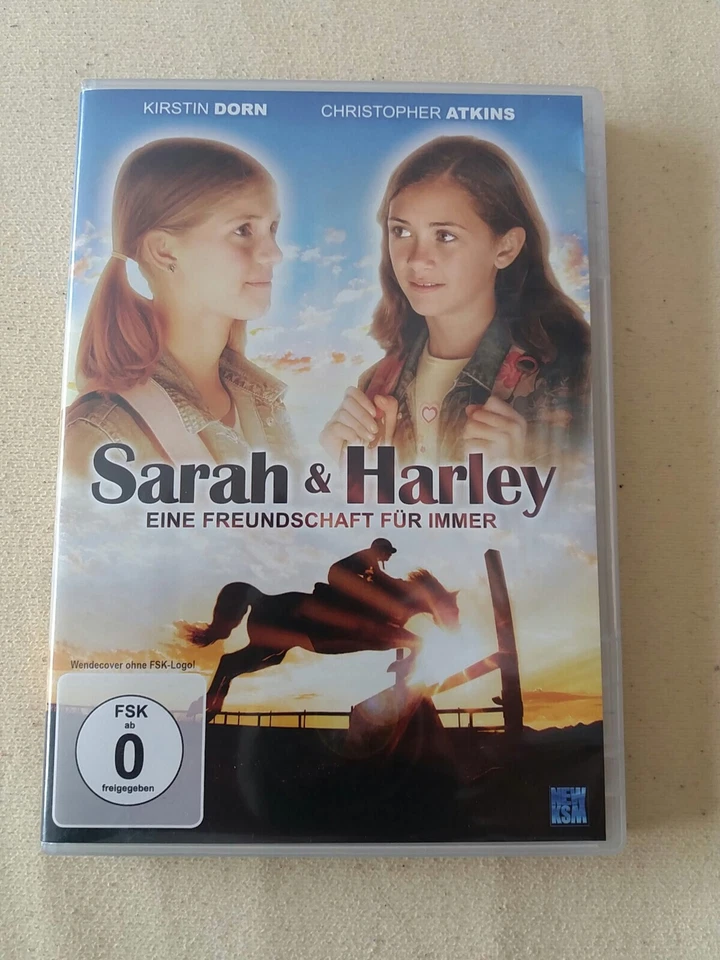 KIRSTIN DORN
CHRISTOPHER ATKINS
Sarah & Harley
EINE FREUNDSCHAFT FÜR IMMER
Wendecover ohne FSK-Logo!
FSK
ab
0
freigegeben
NEW
KSM